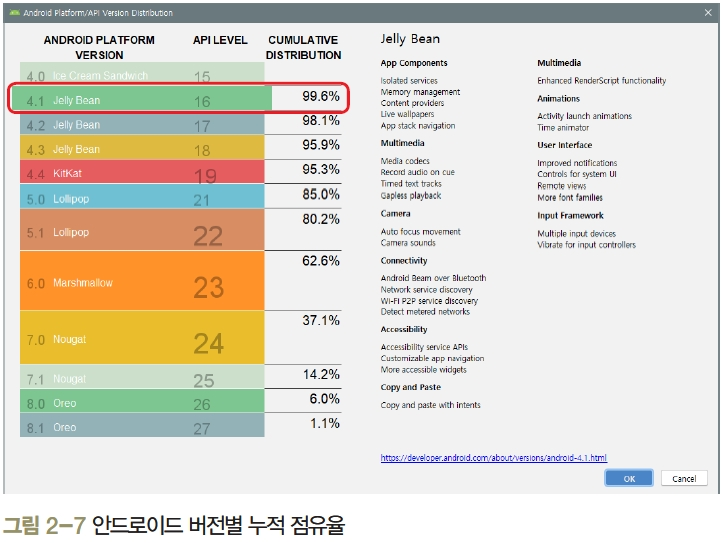 Android Platform/API Version Distribution
ANDROID PLATFORM VERSION
API LEVEL
CUMULATIVE DISTRIBUTION
4.0 Ice Cream Sandwich 15
4.1 Jelly Bean 16 99.6%
4.2 Jelly Bean 17 98.1%
4.3 Jelly Bean 18 95.9%
4.4 KitKat 19 95.3%
5.0 Lollipop 21 85.0%
5.1 Lollipop 22 80.2%
6.0 Marshmallow 23 62.6%
7.0 Nougat 24 37.1%
7.1 Nougat 25 14.2%
8.0 Oreo 26 6.0%
8.1 Oreo 27 1.1%
Jelly Bean
App Components
Isolated services
Memory management
Content providers
Live wallpapers
App stack navigation
Multimedia
Media codecs
Record audio on cue
Timed text tracks
Gapless playback
Camera
Auto focus movement
Camera sounds
Connectivity
Android Beam over Bluetooth
Network service discovery
Wi-Fi P2P service discovery
Detect metered networks
Accessibility
Accessibility service APIs
Customizable app navigation
More accessible widgets
Copy and Paste
Copy and paste with intents
Multimedia
Enhanced RenderScript functionality
Animations
Activity launch animations
Time animator
User Interface
Improved notifications
Controls for system UI
Remote views
More font families
Input Framework
Multiple input devices
Vibrate for input controllers
https://developer.android.com/about/versions/android-4.1.html
OK
Cancel
그림 2-7 안드로이드 버전별 누적 점유율